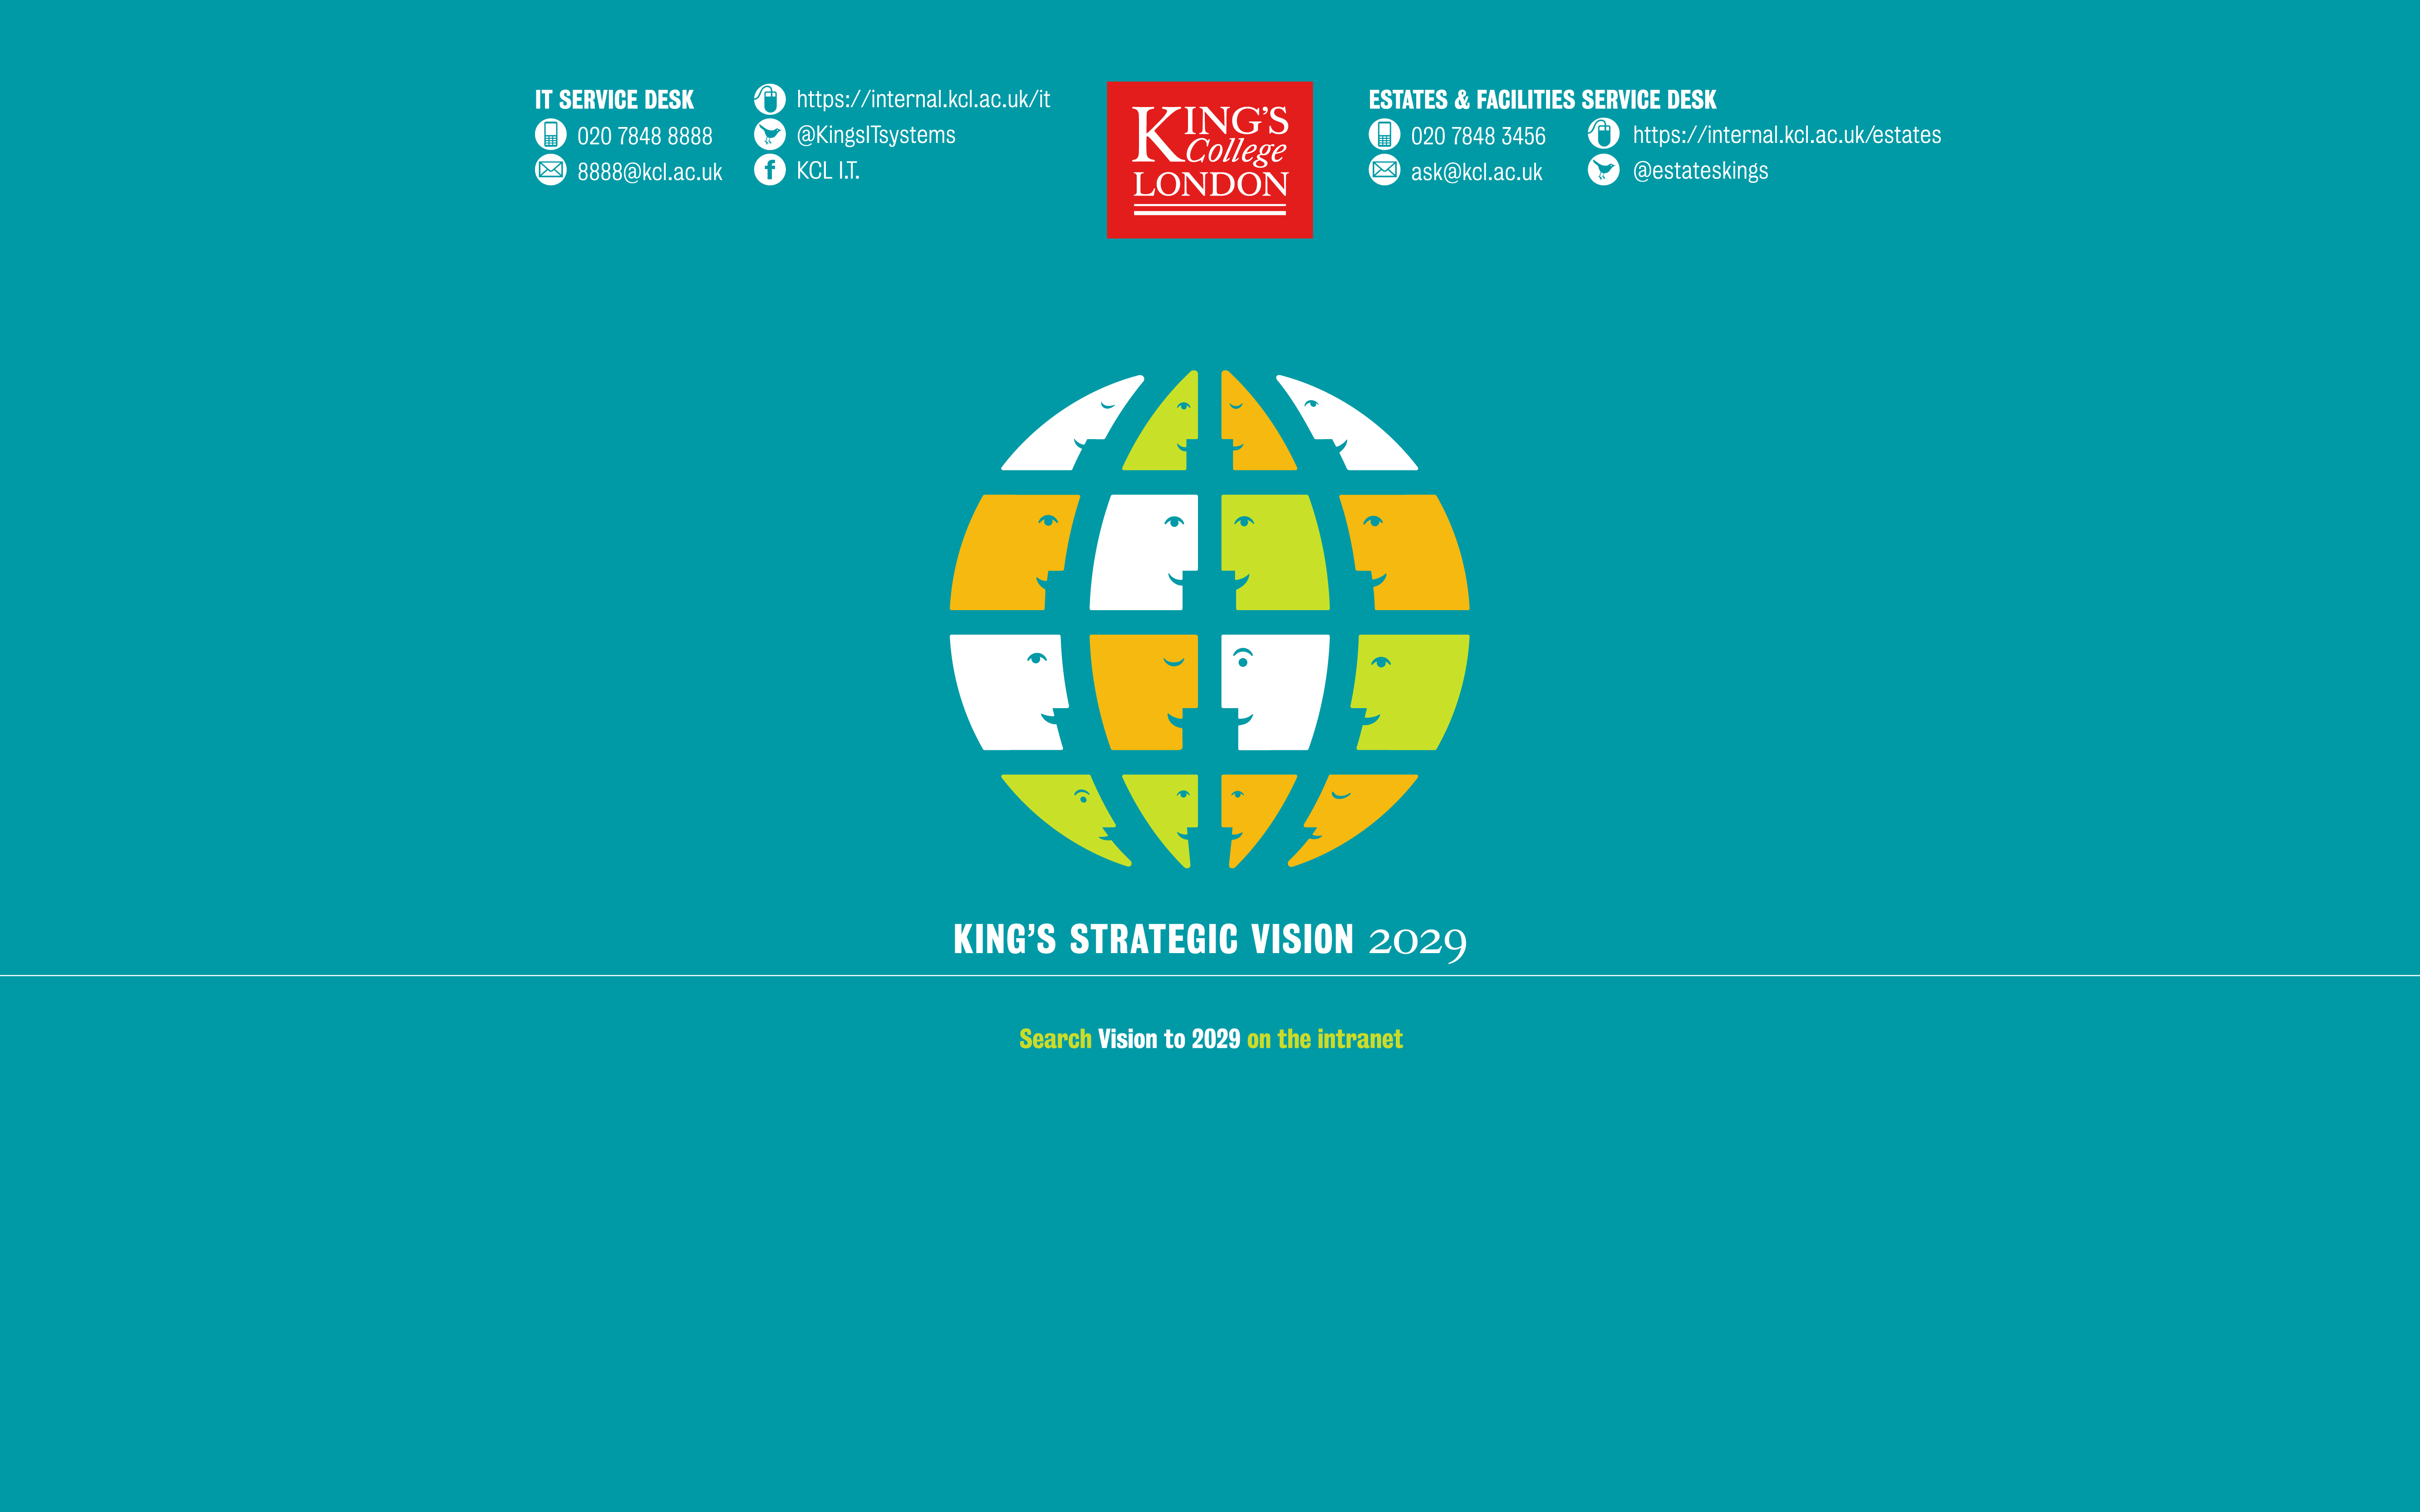 IT SERVICE DESK
020 7848 8888
8888@kcl.ac.uk
https://internal.kcl.ac.uk/it
@KingsITsystems
KCL I.T.
KING'S
College
LONDON
ESTATES & FACILITIES SERVICE DESK
020 7848 3456
ask@kcl.ac.uk
https://internal.kcl.ac.uk/estates
@estateskings
KING'S STRATEGIC VISION 2029
Search Vision to 2029 on the intranet